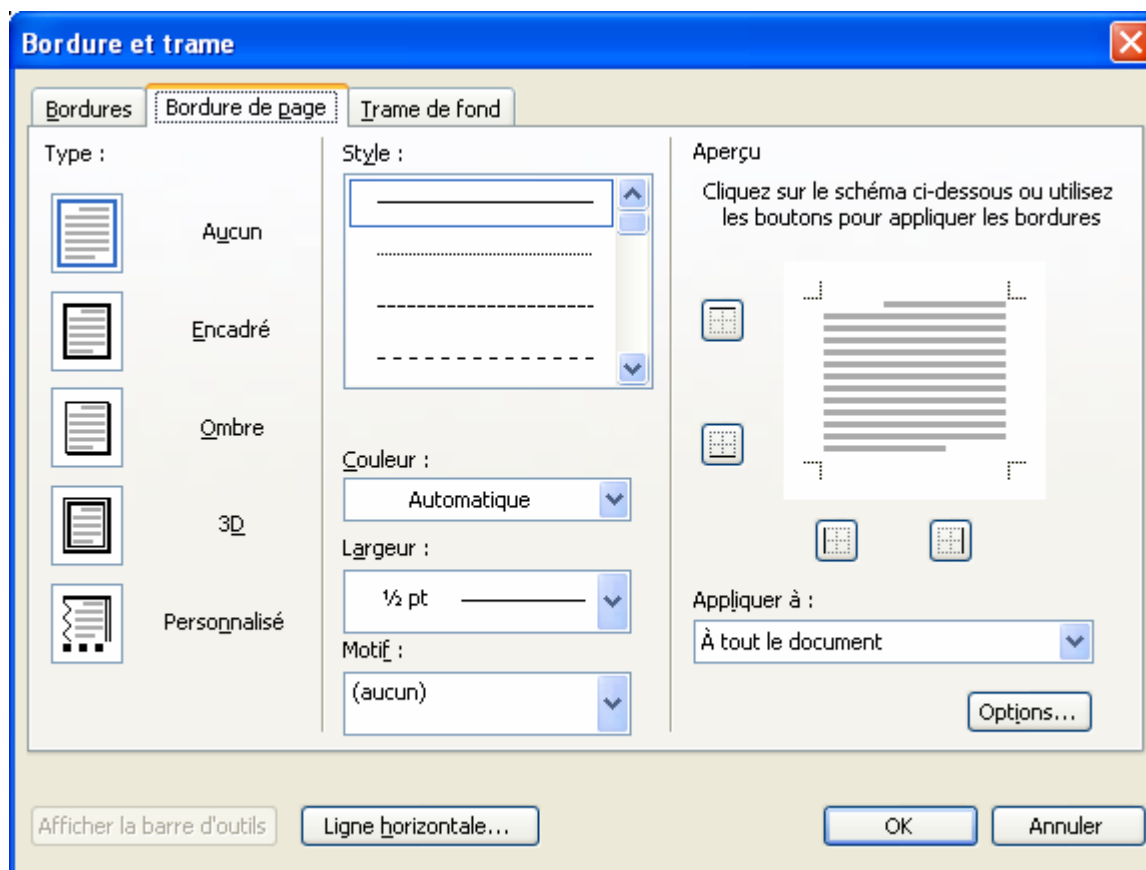 Bordure et trame
Bordures
Bordure de page
Trame de fond
Type :
Aucun
Encadré
Ombre
3D
Personnalisé
Style :
Couleur :
Automatique
Largeur :
½ pt
Motif :
(aucun)
Aperçu
Cliquez sur le schéma ci-dessous ou utilisez
les boutons pour appliquer les bordures
Appliquer à :
À tout le document
Options...
Afficher la barre d'outils
Ligne horizontale...
OK
Annuler